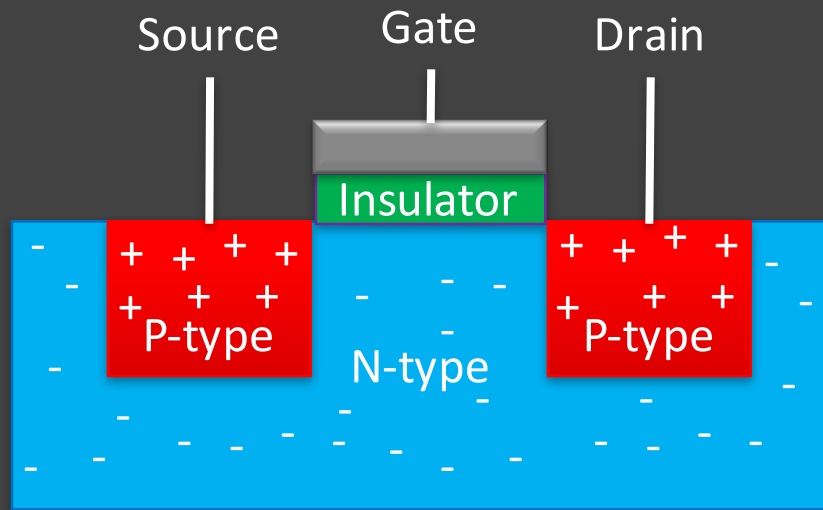 Source
Gate
Drain
Insulator
P-type
P-type
N-type